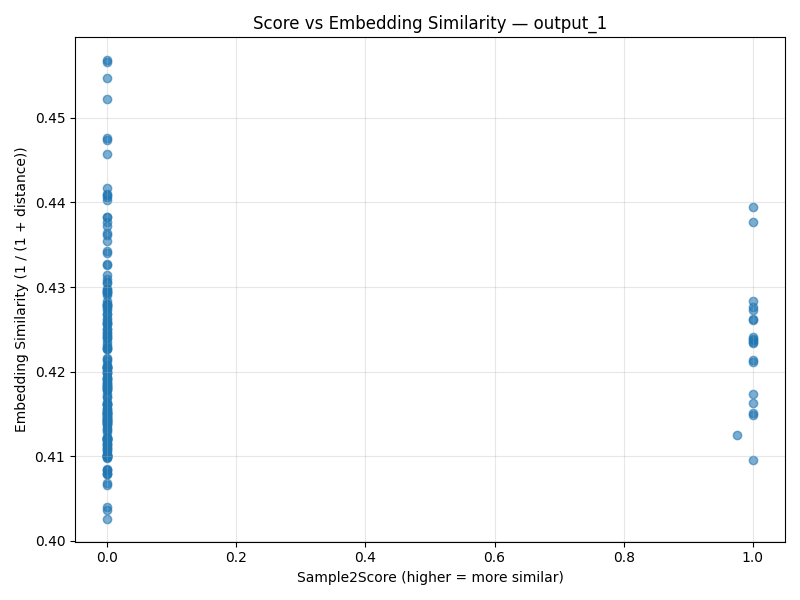 Score vs Embedding Similarity — output_1
Embedding Similarity (1 / (1 + distance))
0.45
0.44
0.43
0.42
0.41
0.40
0.0 0.2 0.4 0.6 0.8 1.0
Sample2Score (higher = more similar)